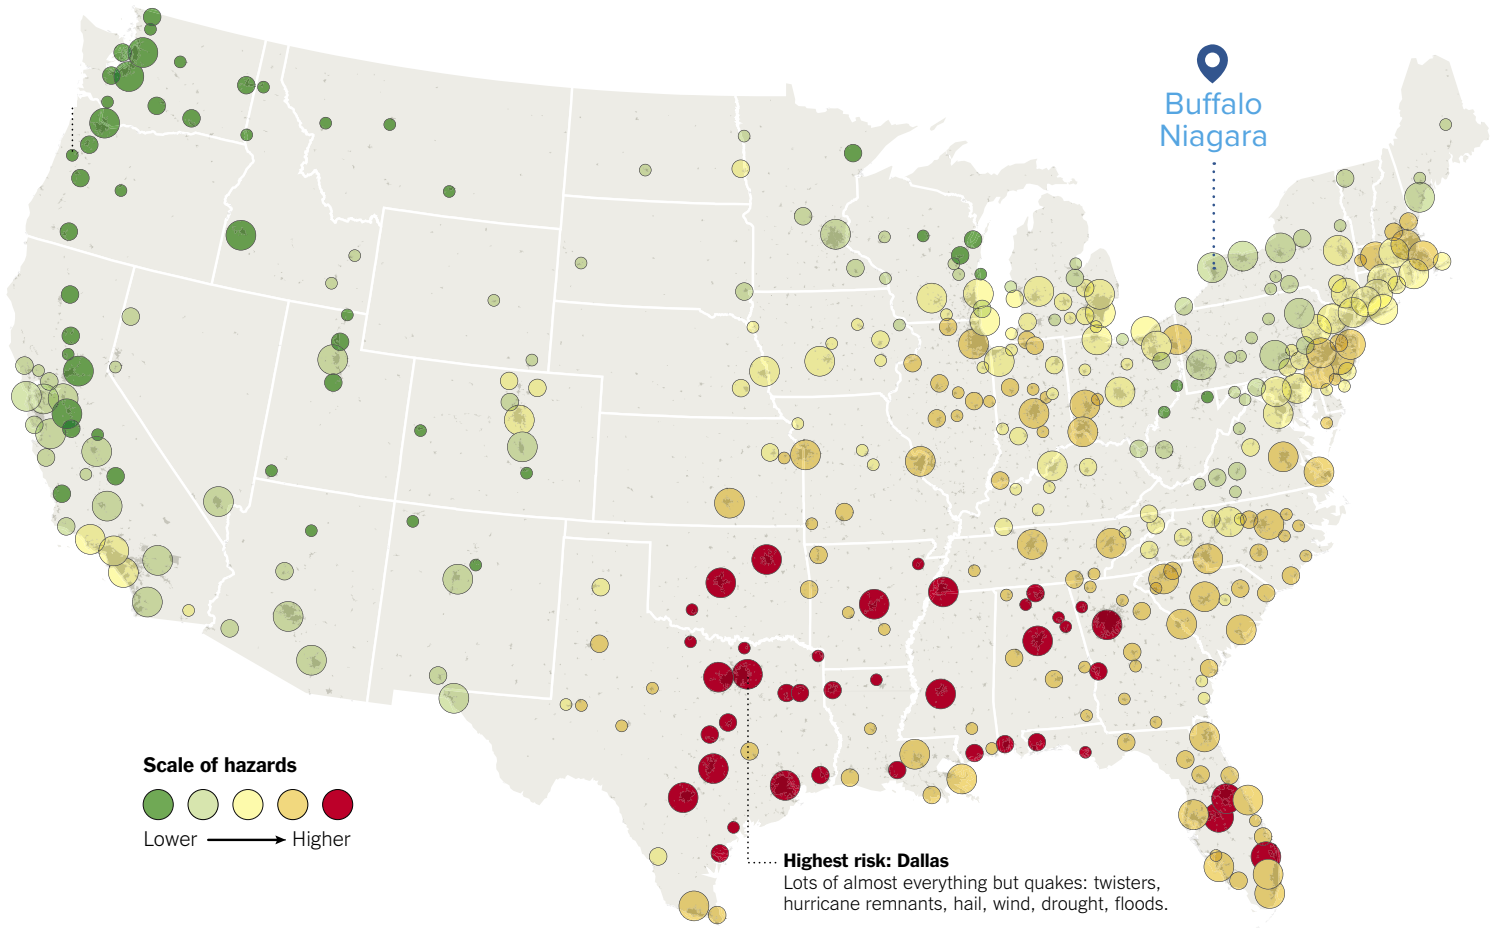 Buffalo
Niagara
Scale of hazards
Lower
Higher
Highest risk: Dallas
Lots of almost everything but quakes: twisters,
hurricane remnants, hail, wind, drought, floods.